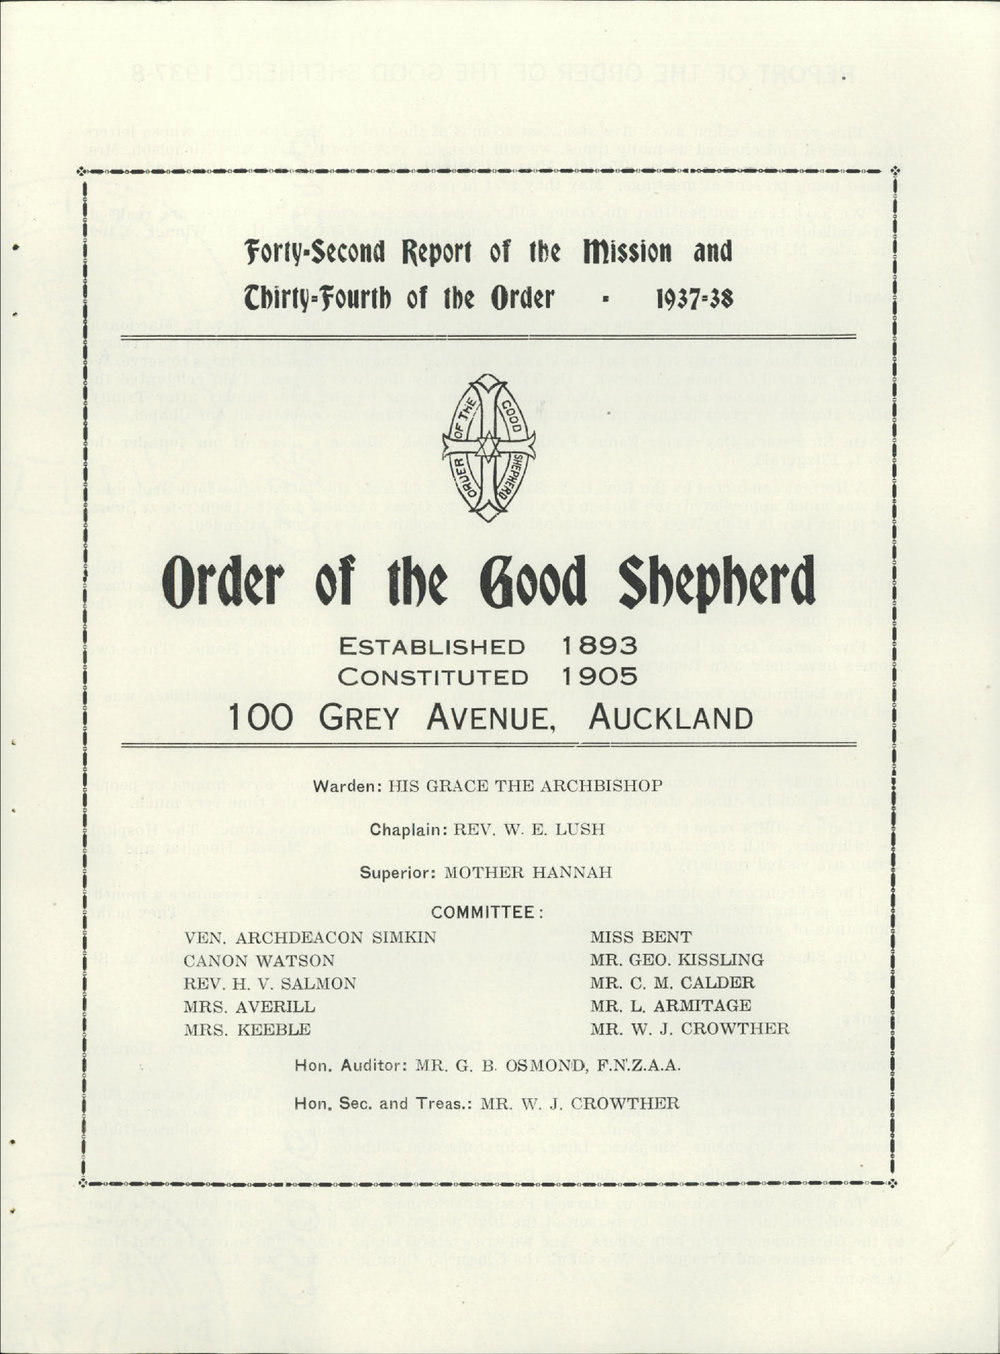 Forty-Second Report of the Mission and
Thirty-Fourth of the Order - 1937-38
ORDER OF THE GOOD SHEPHERD
Order of the Good Shepherd
ESTABLISHED 1893
CONSTITUTED 1905
100 GREY AVENUE, AUCKLAND
Warden: HIS GRACE THE ARCHBISHOP
Chaplain: REV. W. E. LUSH
Superior: MOTHER HANNAH
COMMITTEE:
VEN. ARCHDEACON SIMKIN
CANON WATSON
REV. H. V. SALMON
MRS. AVERILL
MRS. KEEBLE
MISS BENT
MR. GEO. KISSLING
MR. C. M. CALDER
MR. L. ARMITAGE
MR. W. J. CROWTHER
Hon. Auditor: MR. G. B. OSMOND, F.N.Z.A.A.
Hon. Sec. and Treas.: MR. W. J. CROWTHER